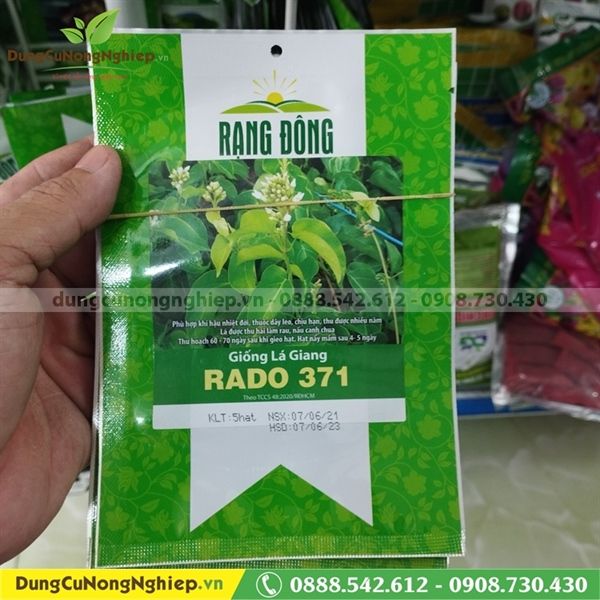 DungCuNongNghiep.vn
RẠNG ĐÔNG
dungcunongnghiep.vn - 0888.542.612 - 0908.730.430
Phù hợp khí hậu nhiệt đới, thuộc dây leo, chịu hạn, thu được nhiều năm
Lá được thu hái làm rau, nấu canh chua
Thu hoạch 60 - 70 ngày sau khi gieo hạt. Hạt nảy mầm sau 4- 5 ngày
Giống Lá Giang
RADO 371
Theo TCCS 48:2020/RĐHCM
KLT:5hat NSX:07/06/21
HSD:07/06/23
DungCuNongNghiep.vn 0888.542.612 - 0908.730.430